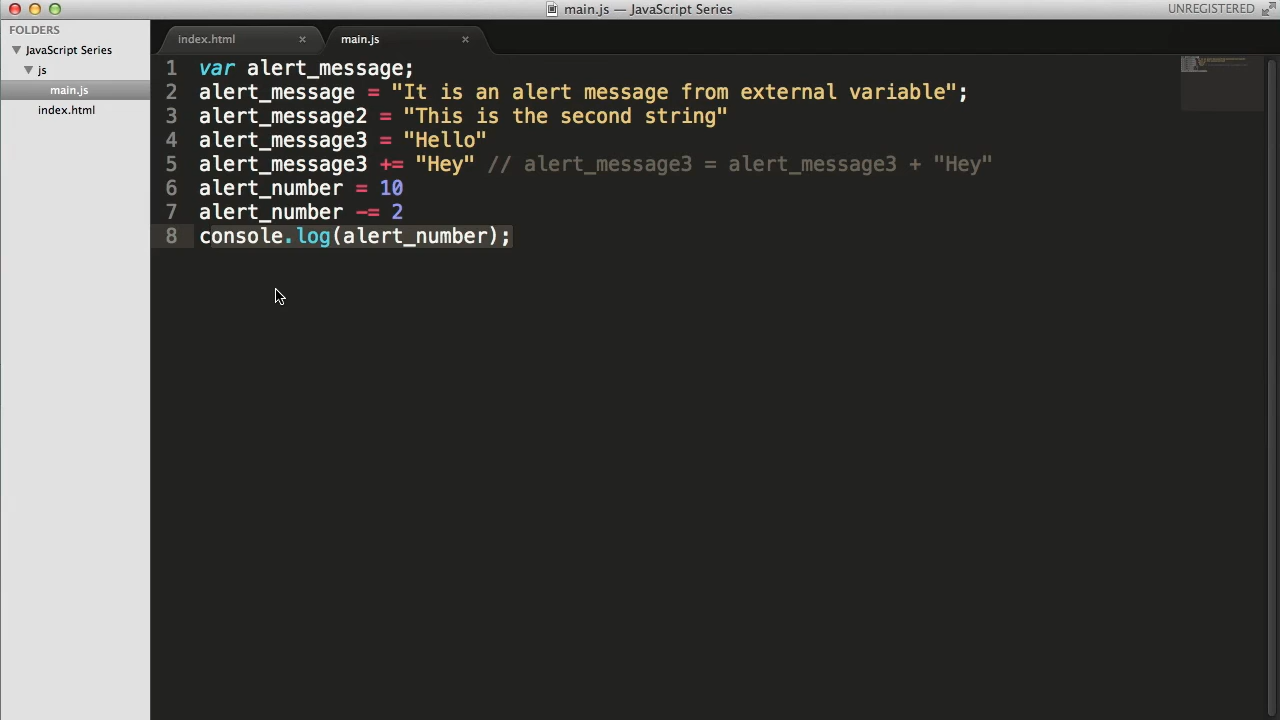 main.js — JavaScript Series
UNREGISTERED
FOLDERS
JavaScript Series
js
main.js
index.html
index.html ×
main.js ×
1 var alert_message;
2 alert_message = "It is an alert message from external variable";
3 alert_message2 = "This is the second string"
4 alert_message3 = "Hello"
5 alert_message3 += "Hey" // alert_message3 = alert_message3 + "Hey"
6 alert_number = 10
7 alert_number -= 2
8 console.log(alert_number);